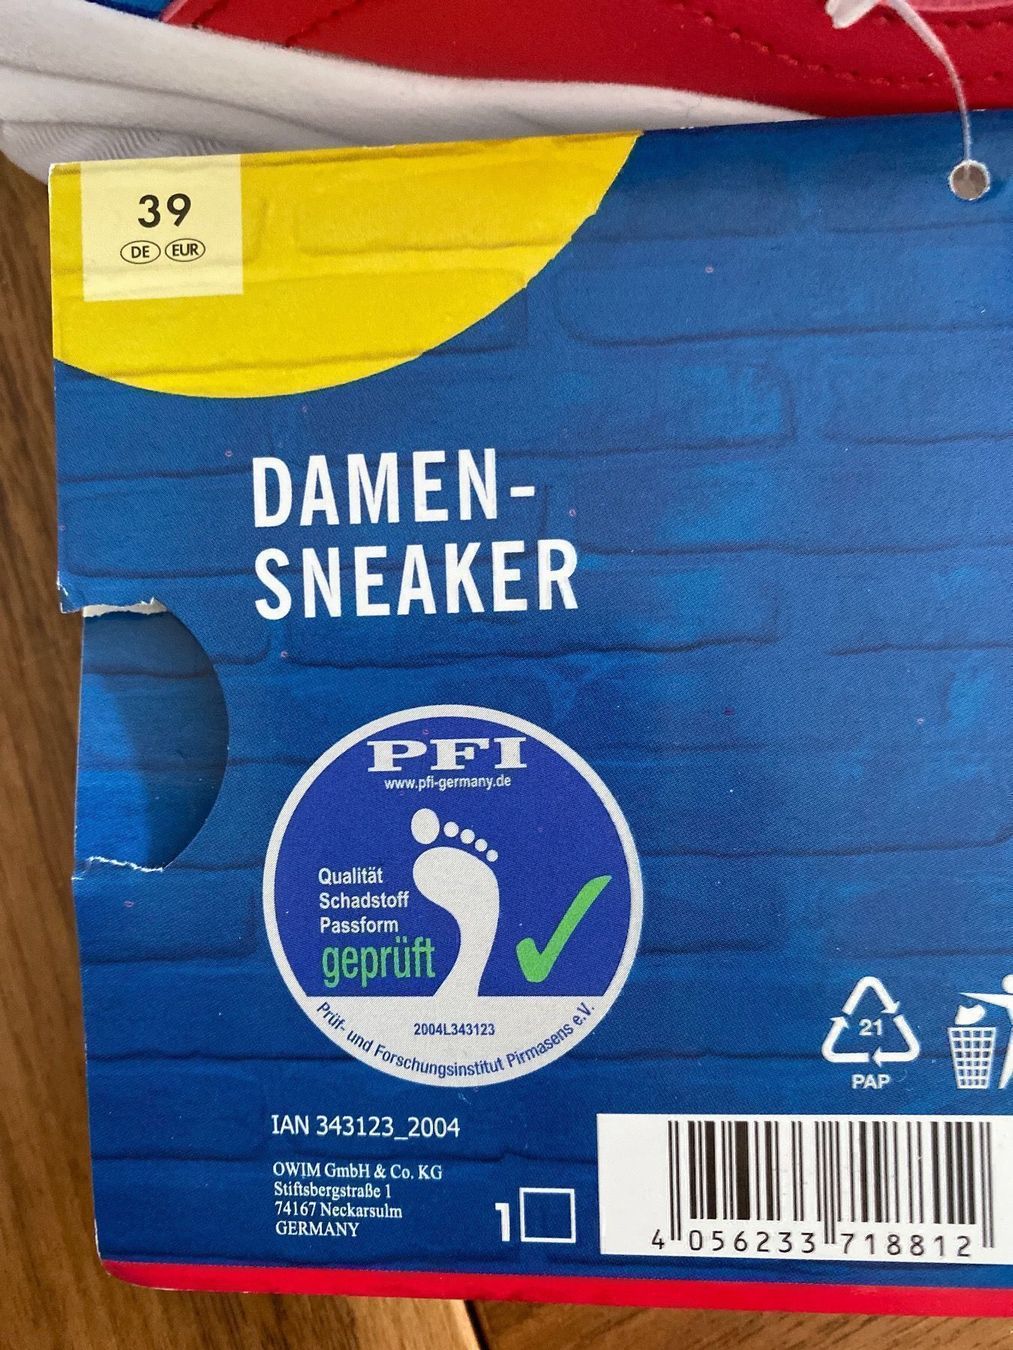 39
DE EUR
DAMEN-
SNEAKER
PFI
www.pfi-germany.de
Qualität
Schadstoff
Passform
geprüft
2004L343123
Prüf- und Forschungsinstitut Pirmasens e.V.
21
PAP
IAN 343123_2004
OWIM GmbH & Co. KG
Stiftsbergstraße 1
74167 Neckarsulm
GERMANY
1
4 056233 718812